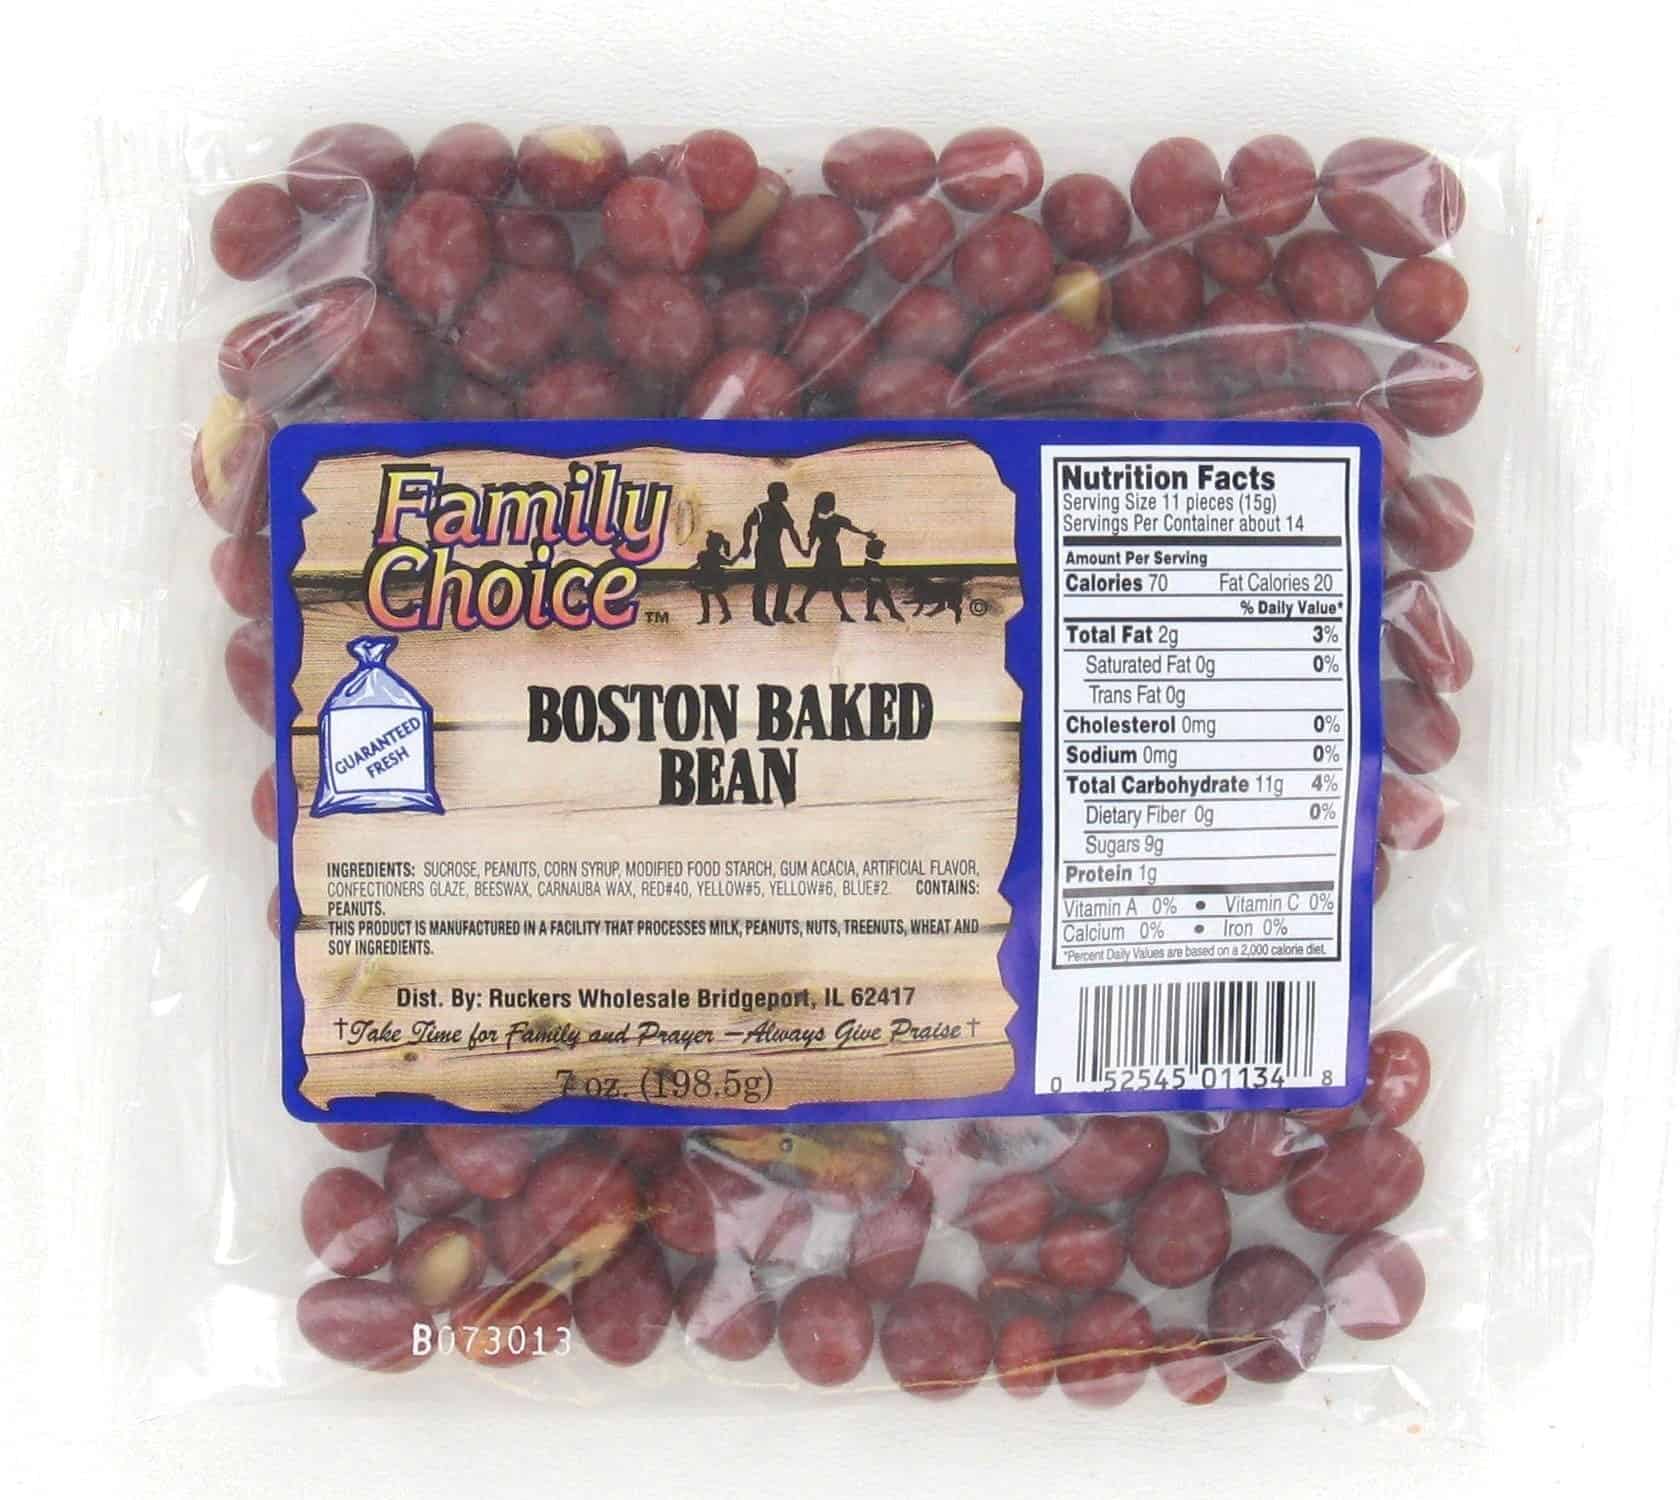 Family
Choice™
©
GUARANTEED
FRESH
BOSTON BAKED
BEAN
INGREDIENTS: SUCROSE, PEANUTS, CORN SYRUP, MODIFIED FOOD STARCH, GUM ACACIA, ARTIFICIAL FLAVOR,
CONFECTIONERS GLAZE, BEESWAX, CARNAUBA WAX, RED#40, YELLOW#5, YELLOW#6, BLUE#2. CONTAINS:
PEANUTS.
THIS PRODUCT IS MANUFACTURED IN A FACILITY THAT PROCESSES MILK, PEANUTS, NUTS, TREENUTS, WHEAT AND
SOY INGREDIENTS.
Dist. By: Ruckers Wholesale Bridgeport, IL 62417
†Take Time for Family and Prayer – Always Give Praise†
7 oz. (198.5g)
Nutrition Facts
Serving Size 11 pieces (15g)
Servings Per Container about 14
Amount Per Serving
Calories 70 Fat Calories 20
% Daily Value*
Total Fat 2g 3%
Saturated Fat 0g 0%
Trans Fat 0g
Cholesterol 0mg 0%
Sodium 0mg 0%
Total Carbohydrate 11g 4%
Dietary Fiber 0g 0%
Sugars 9g
Protein 1g
Vitamin A 0% • Vitamin C 0%
Calcium 0% • Iron 0%
*Percent Daily Values are based on a 2,000 calorie diet.
0 52545 01134 8
B073013